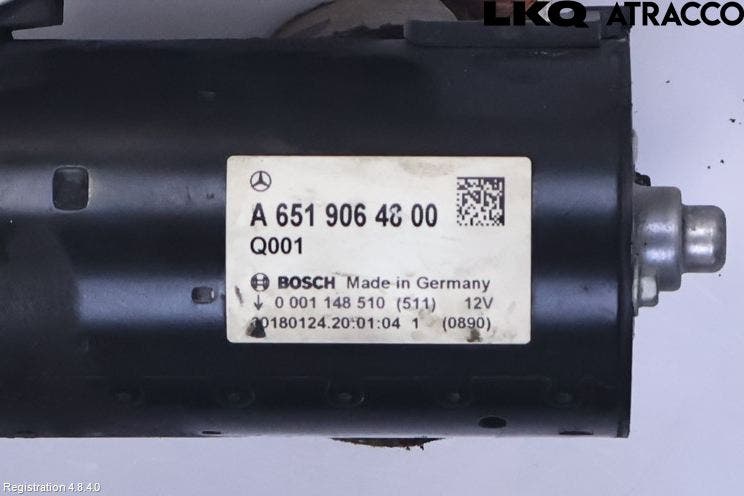 LKQ ATRACCO
A 651 906 48 00
Q001
BOSCH Made in Germany
0 001 148 510 (511) 12V
20180124.20:01:04 1 (0890)
Registration 4.8.4.0